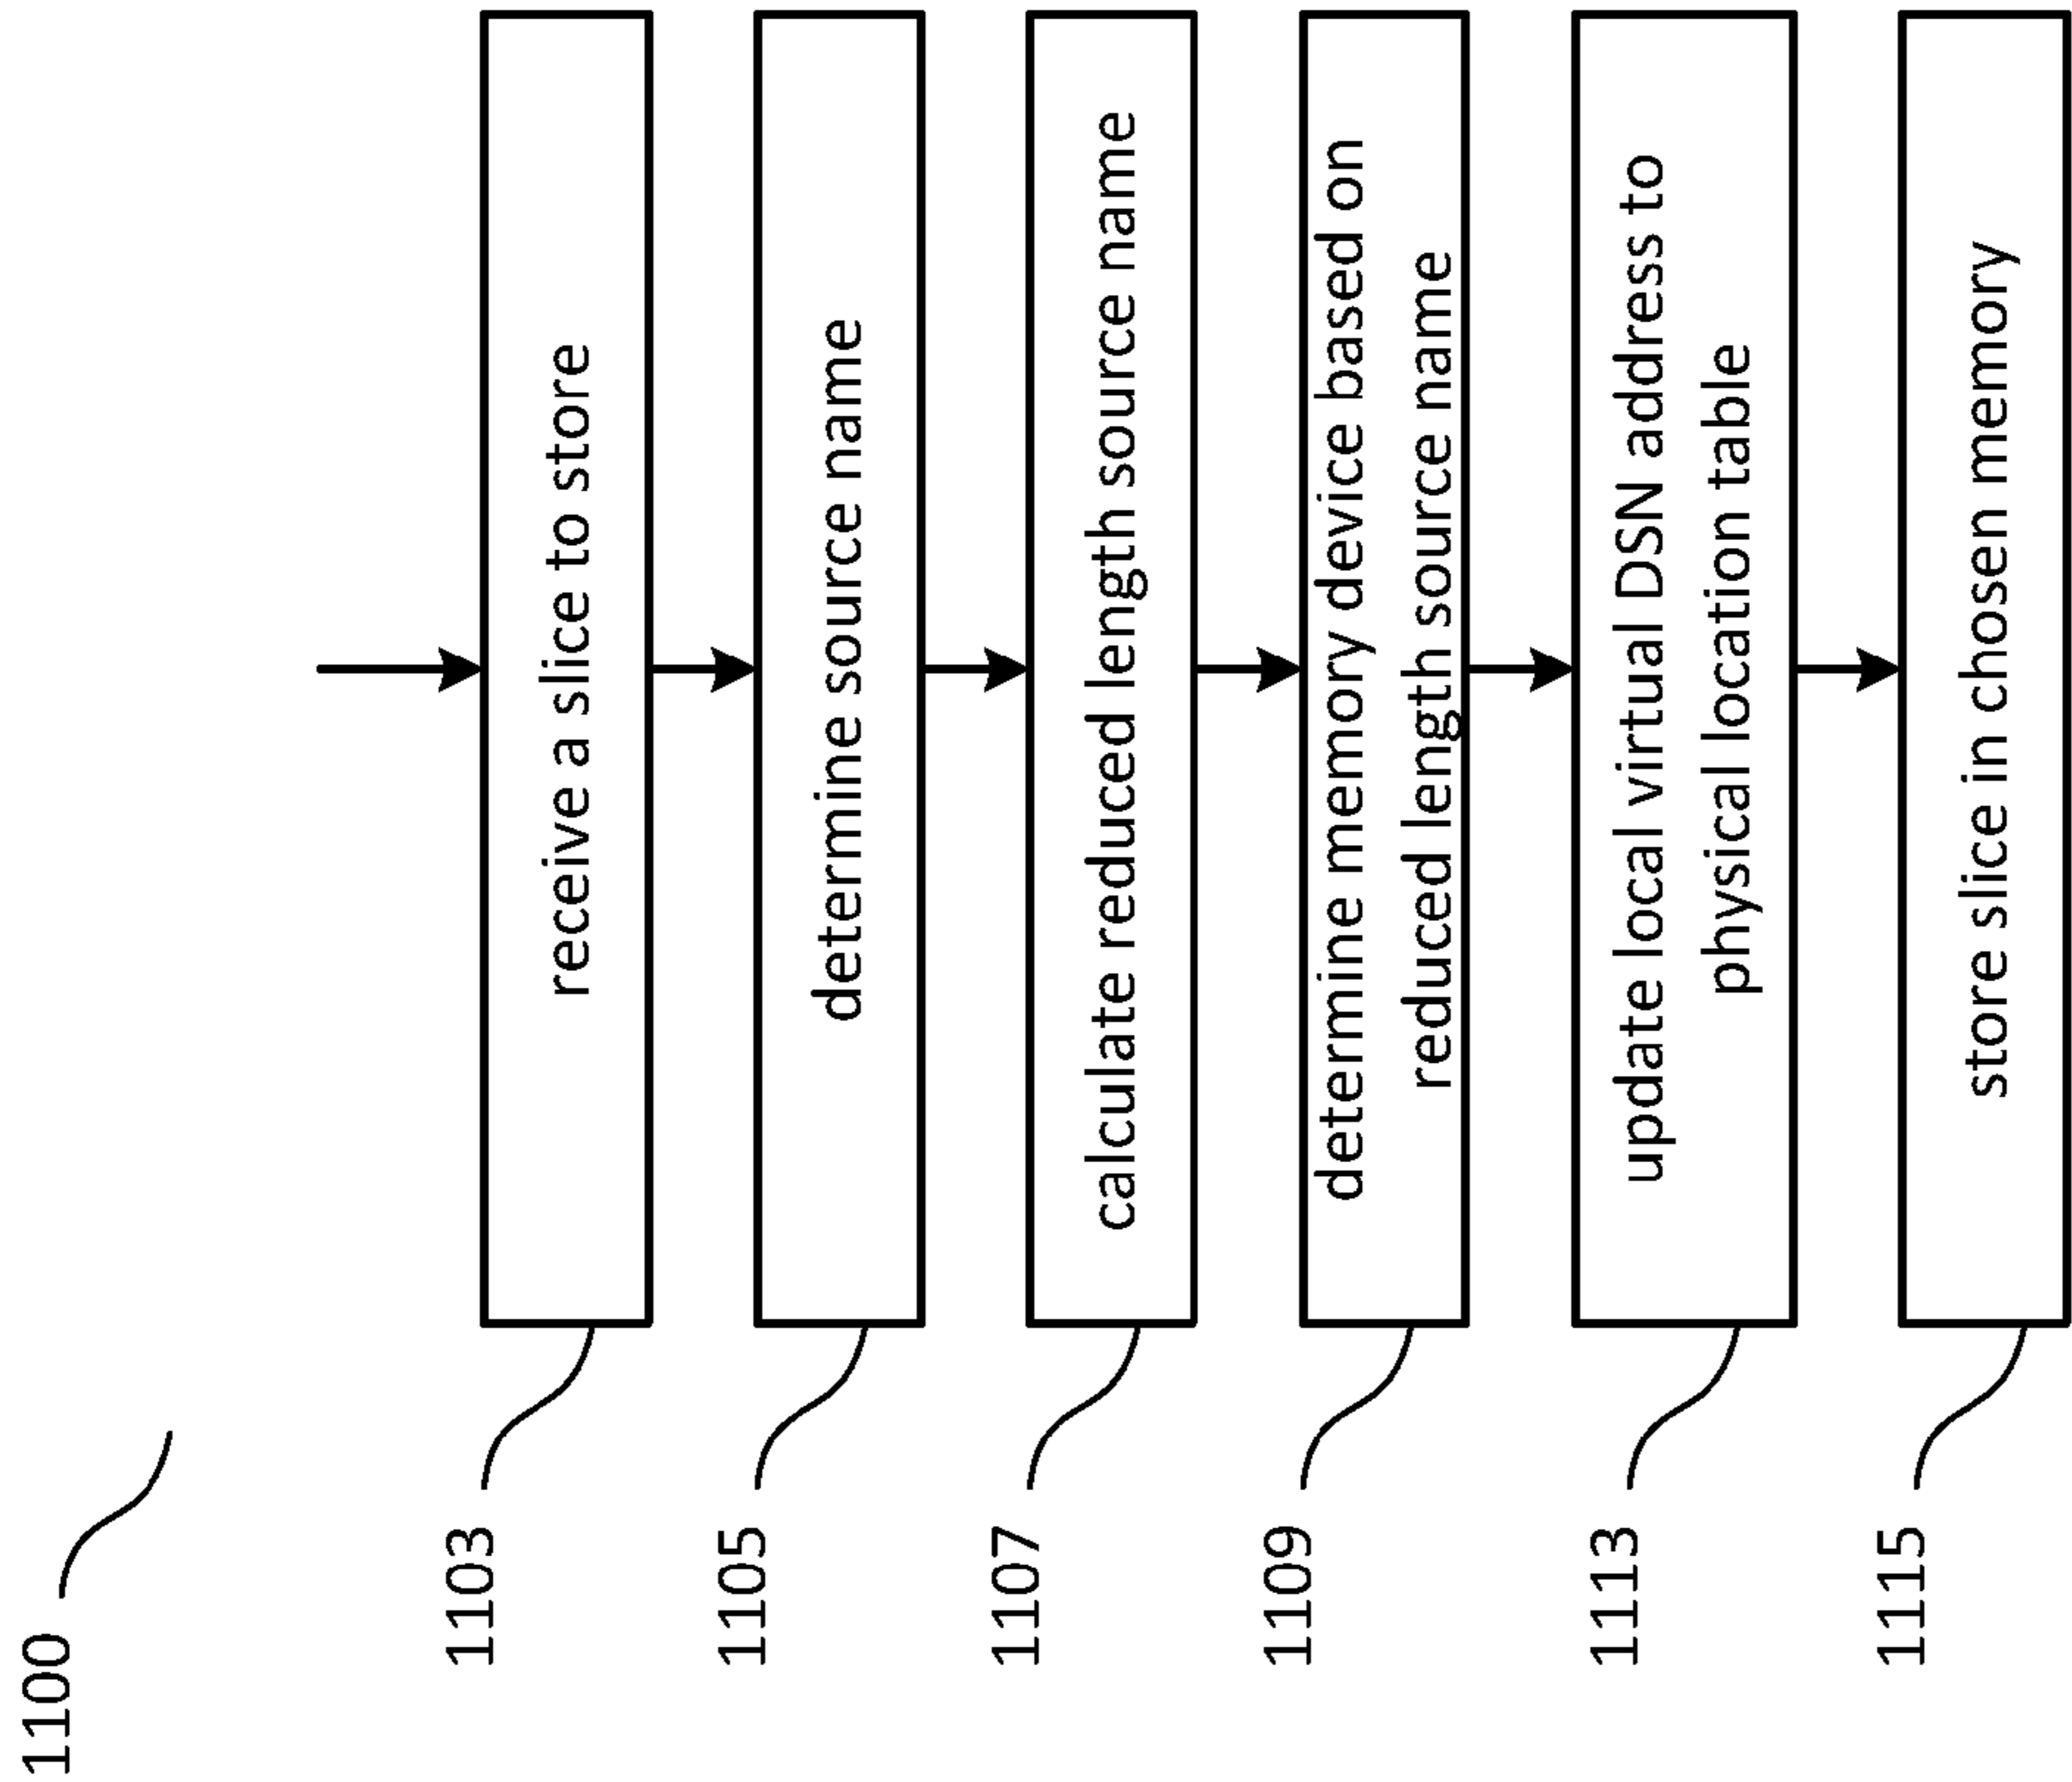 1100
1103
receive a slice to store
1105
determine source name
1107
calculate reduced length source name
1109
determine memory device based on
reduced length source name
1113
update local virtual DSN address to
physical location table
1115
store slice in chosen memory